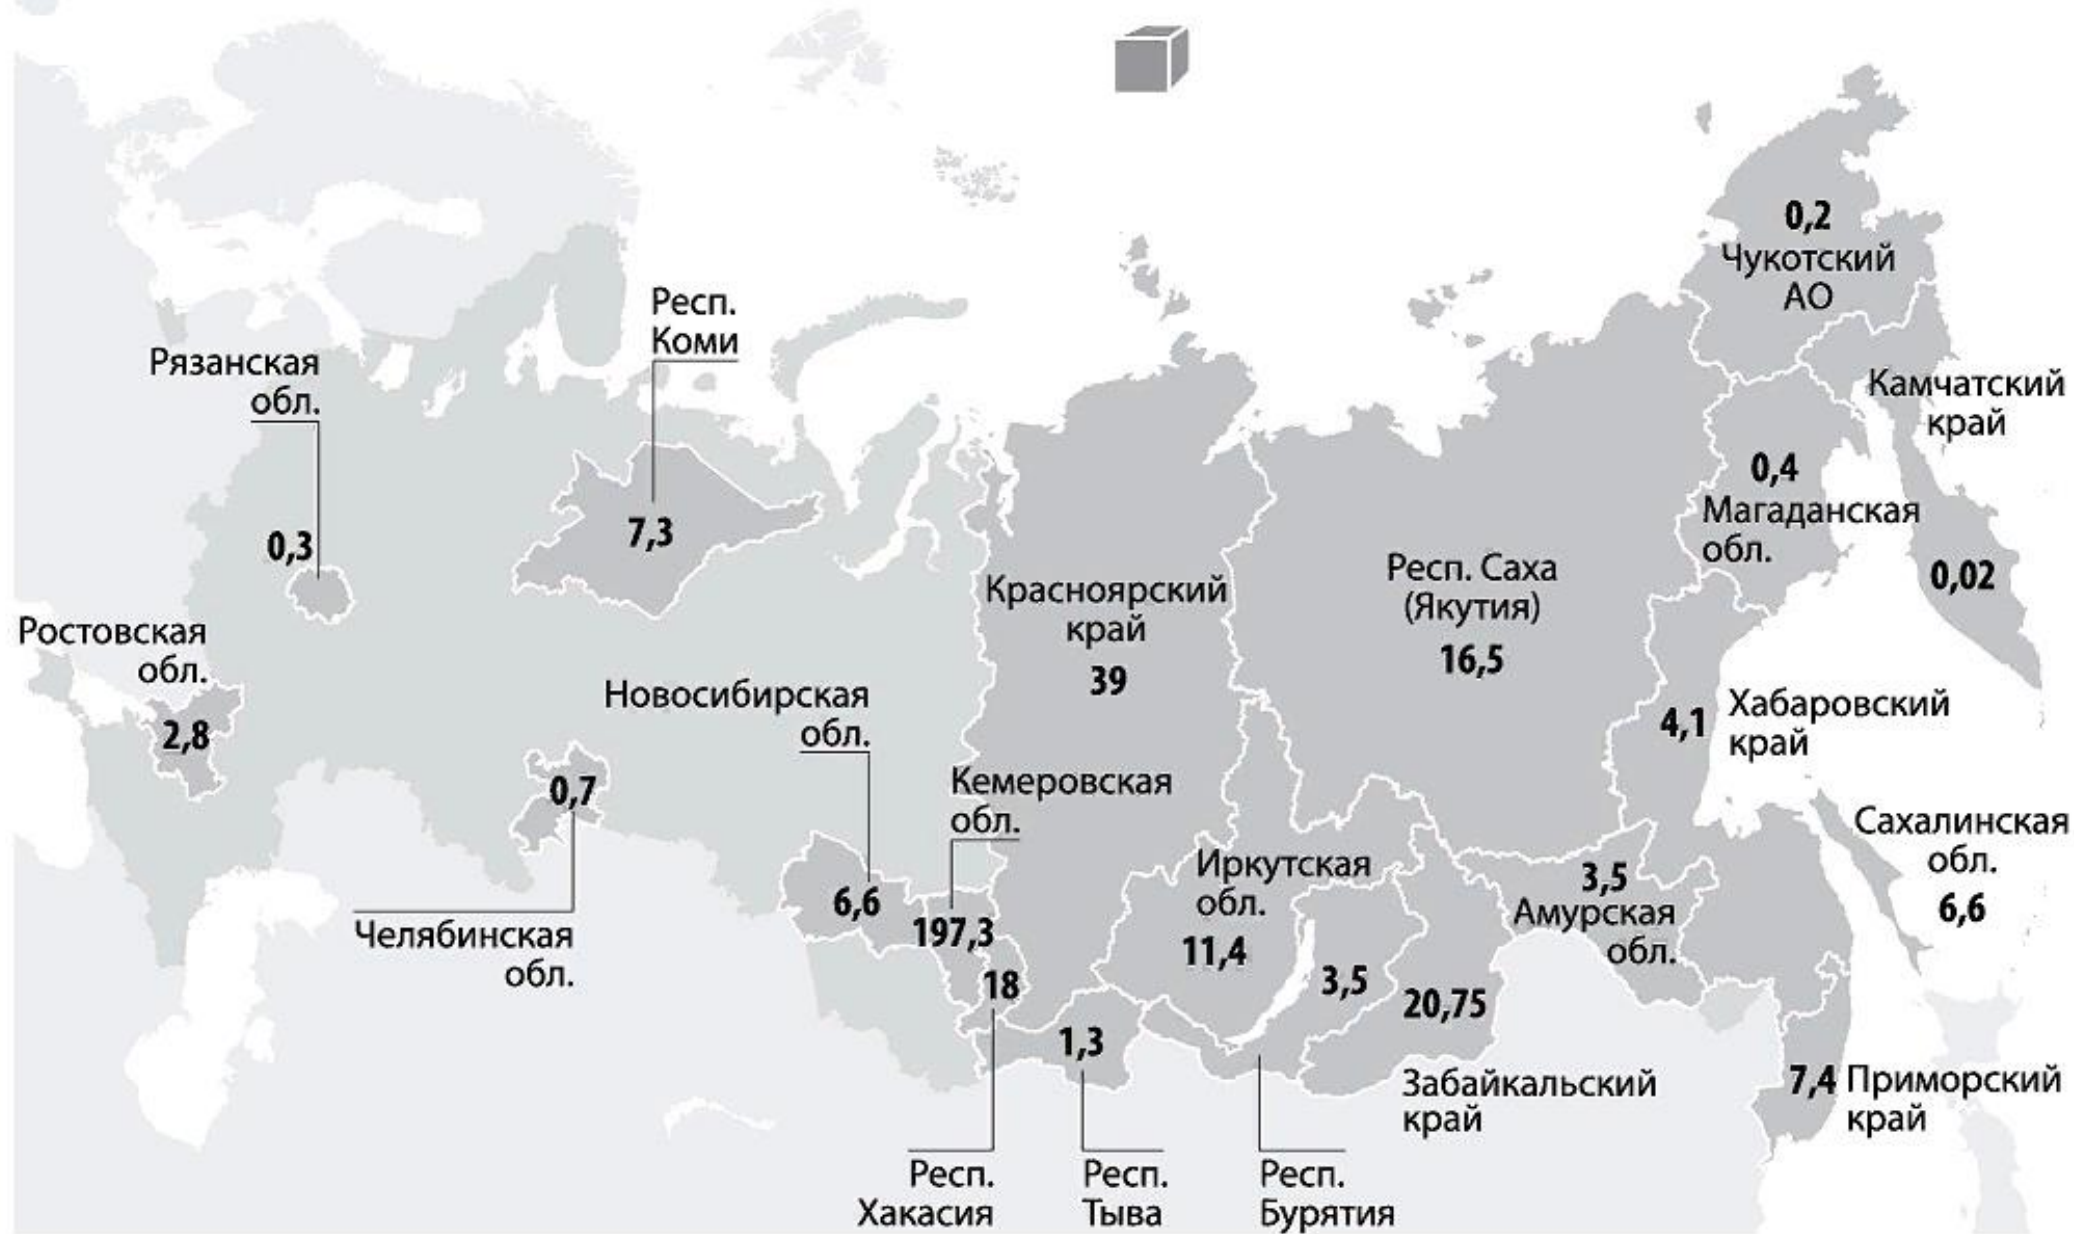 0,2
Чукотский
АО
Респ.
Коми
7,3
Рязанская
обл.
0,3
Камчатский
край
0,02
0,4
Магаданская
обл.
Красноярский
край
39
Респ. Саха
(Якутия)
16,5
Ростовская
обл.
2,8
Новосибирская
обл.
6,6
4,1
Хабаровский
край
0,7
Челябинская
обл.
Кемеровская
обл.
197,3
Сахалинская
обл.
6,6
Иркутская
обл.
11,4
3,5
Амурская
обл.
18
Респ.
Хакасия
1,3
Респ.
Тыва
3,5
Респ.
Бурятия
20,75
Забайкальский
край
7,4 Приморский
край